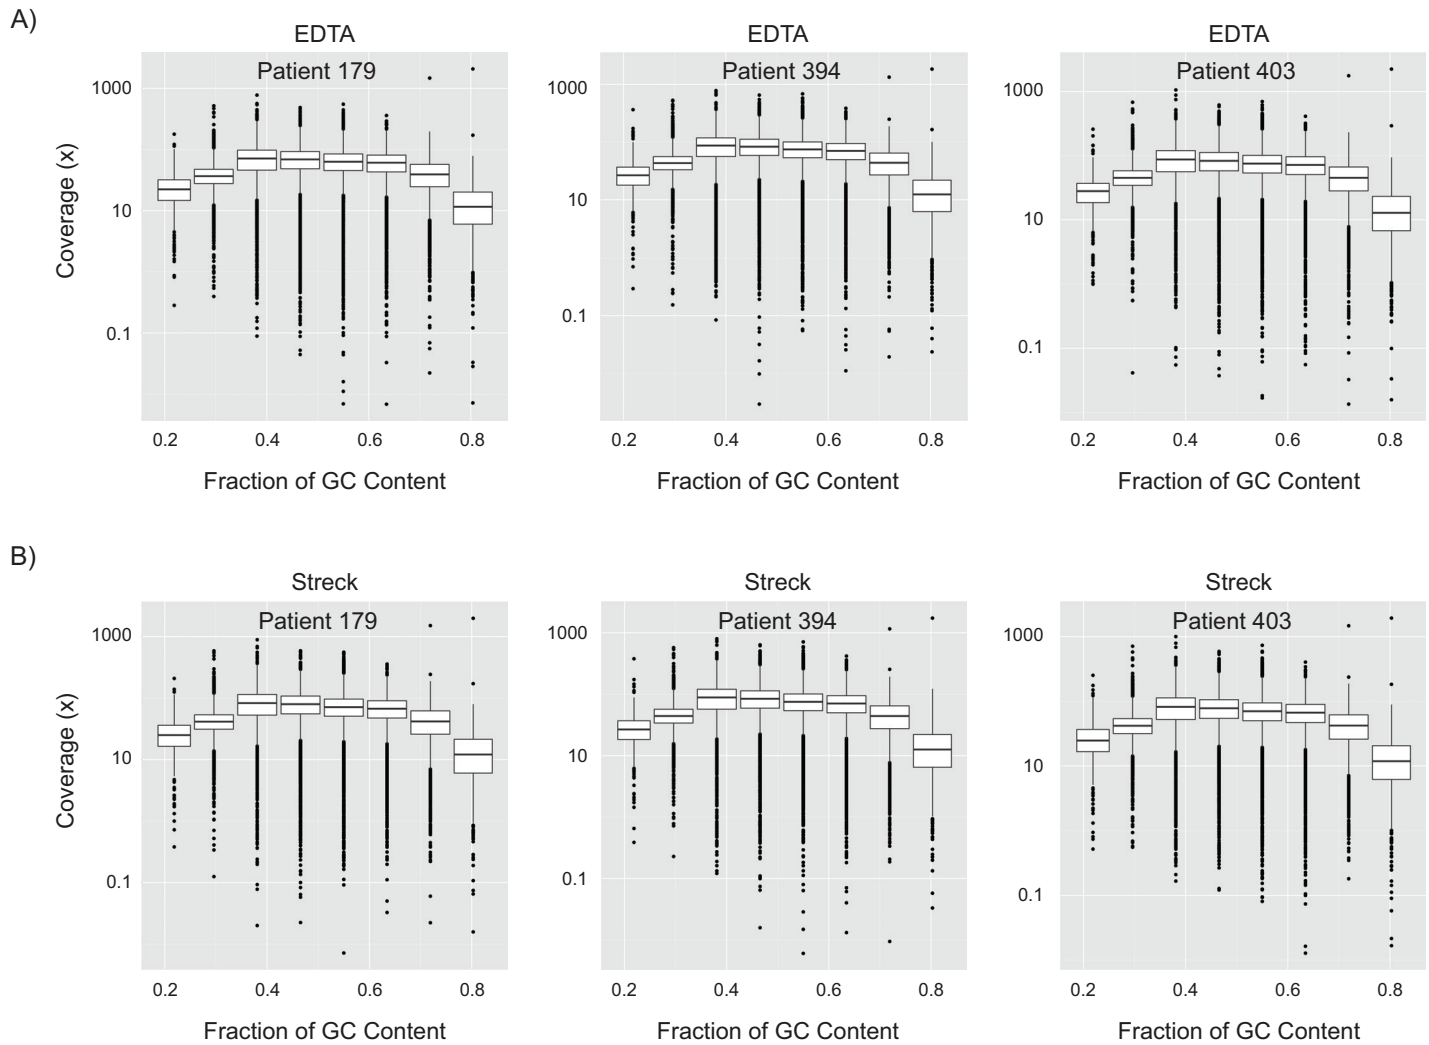 A)
EDTA
EDTA
EDTA
Patient 179
Patient 394
Patient 403
Coverage (x)
1000
10
0.1
1000
10
0.1
1000
10
0.1
0.2 0.4 0.6 0.8
0.2 0.4 0.6 0.8
0.2 0.4 0.6 0.8
Fraction of GC Content
Fraction of GC Content
Fraction of GC Content
B)
Streck
Streck
Streck
Patient 179
Patient 394
Patient 403
Coverage (x)
1000
10
0.1
1000
10
0.1
1000
10
0.1
0.2 0.4 0.6 0.8
0.2 0.4 0.6 0.8
0.2 0.4 0.6 0.8
Fraction of GC Content
Fraction of GC Content
Fraction of GC Content